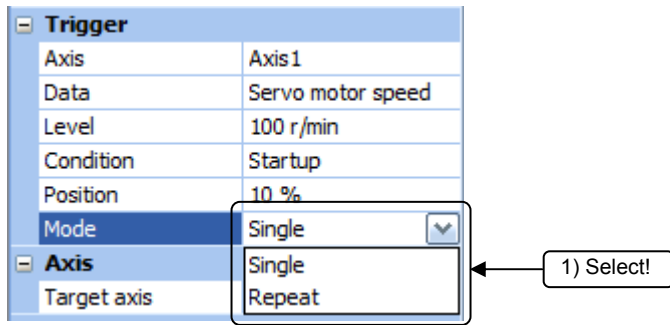 Trigger
Axis Axis1
Data Servo motor speed
Level 100 r/min
Condition Startup
Position 10 %
Mode Single
Axis Single
Target axis Repeat
1) Select!